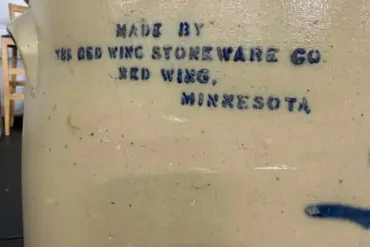 MADE BY
THE RED WING STONEWARE CO
RED WING,
MINNESOTA